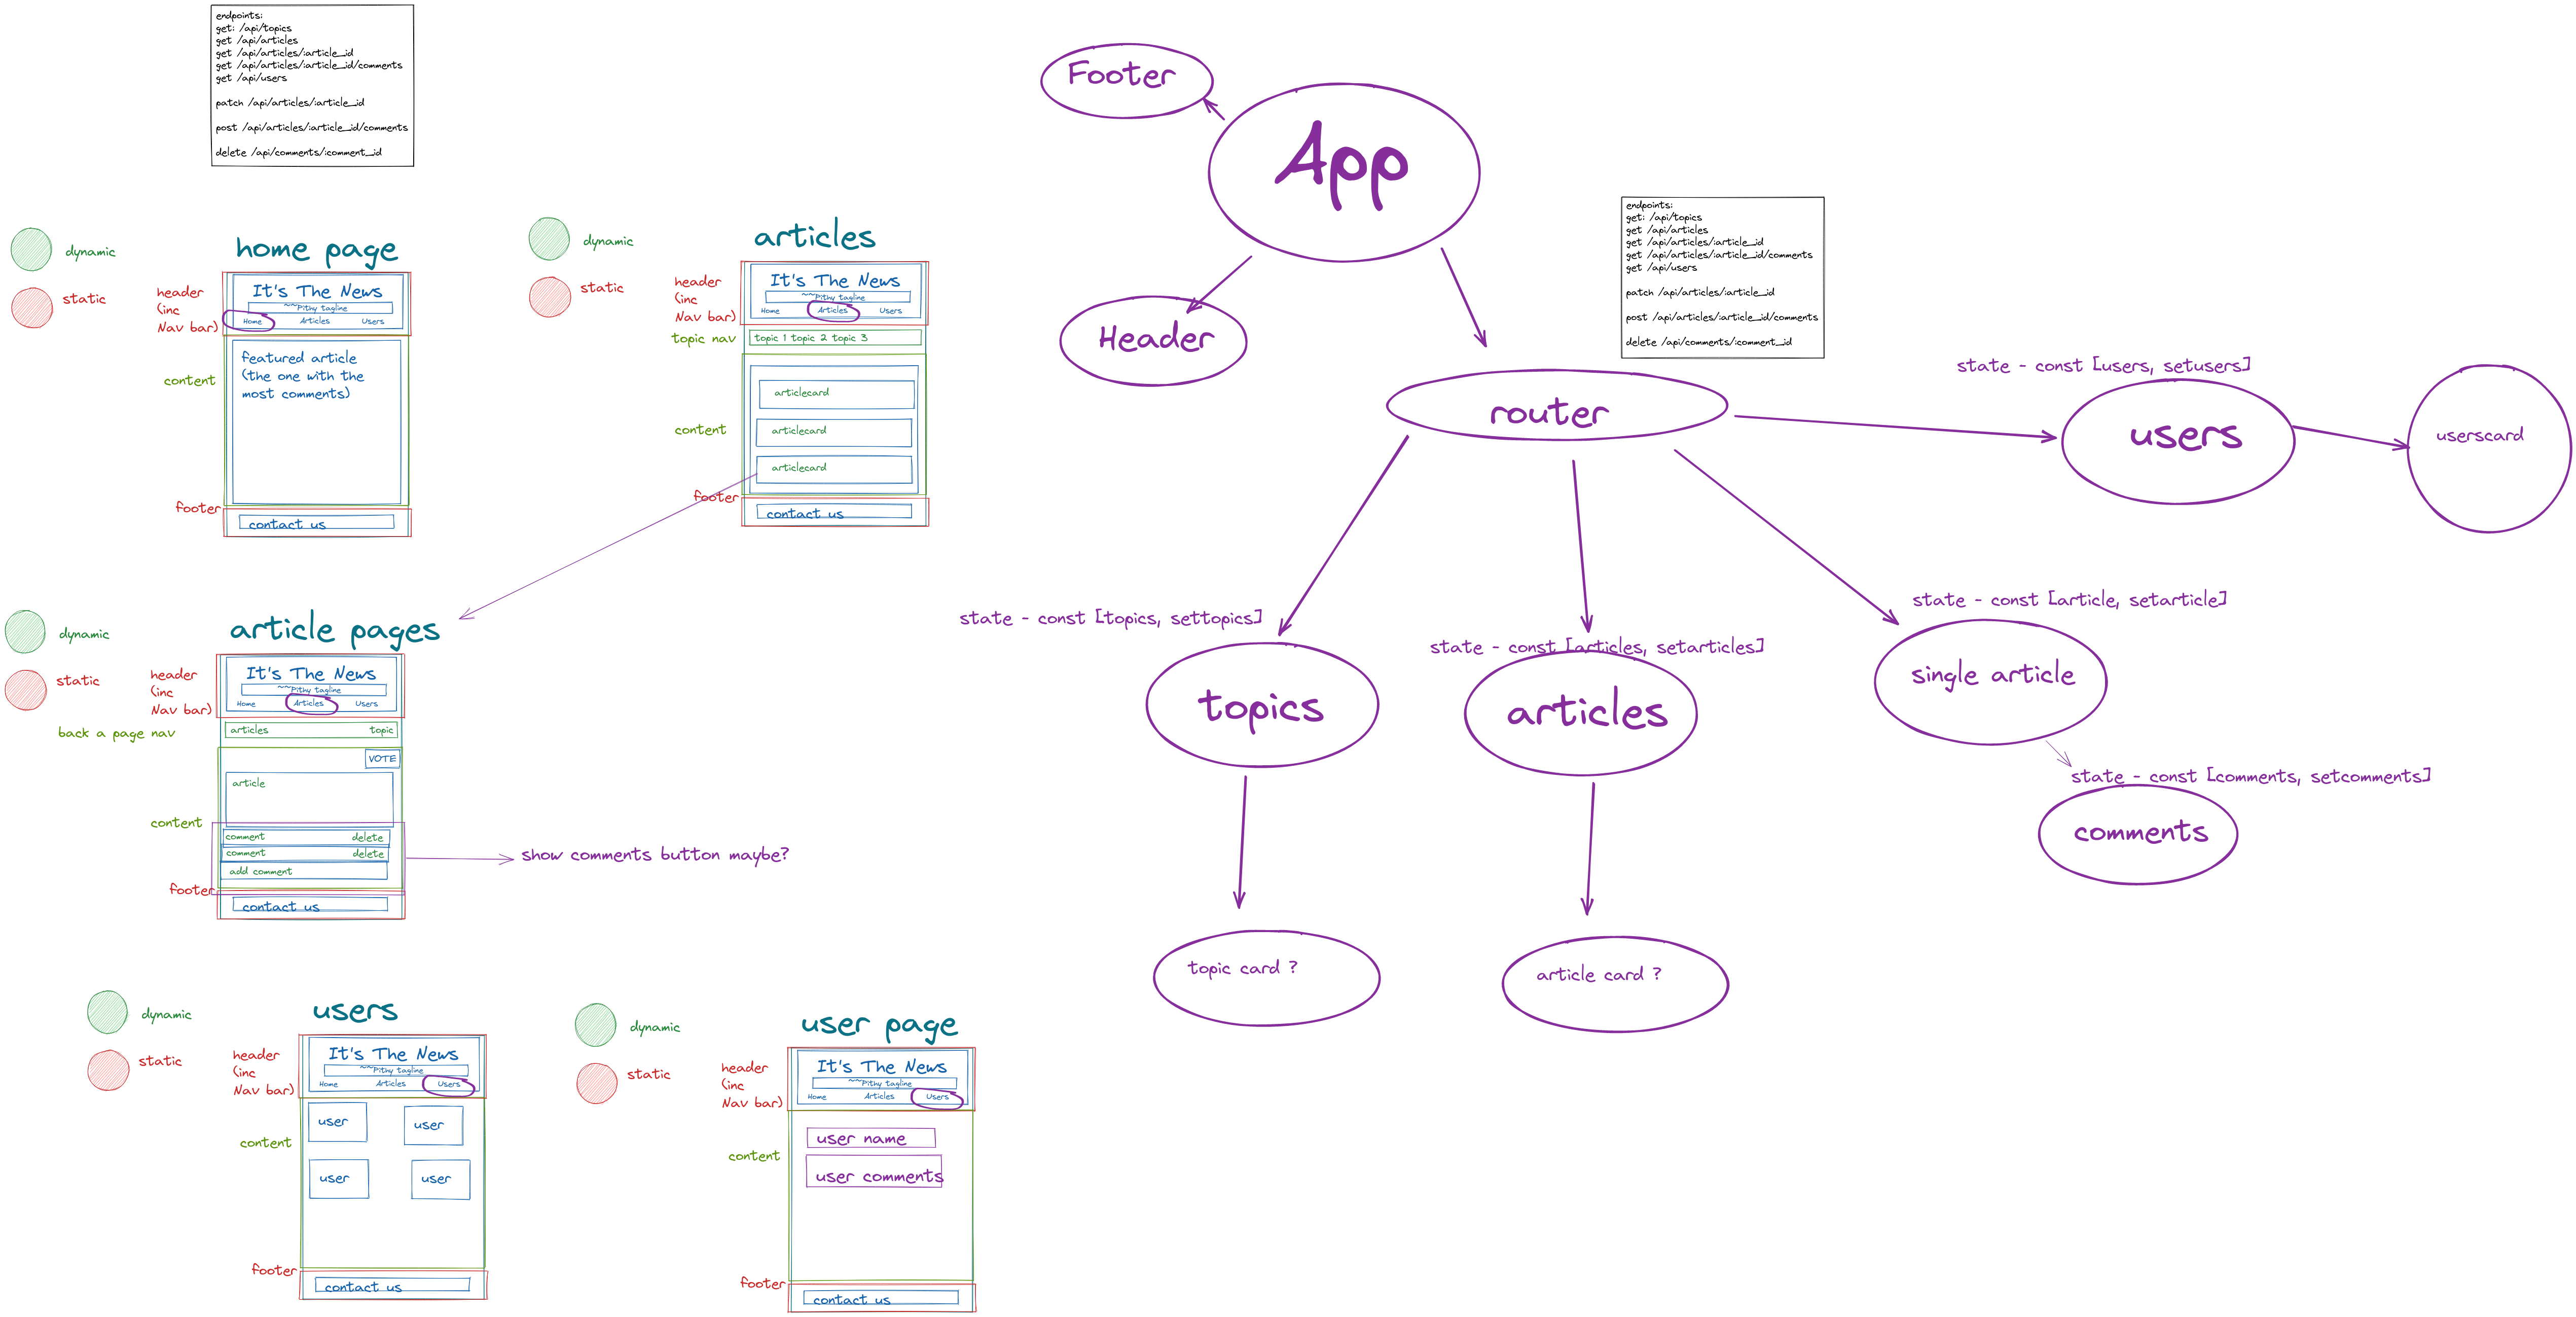 endpoints:
get: /api/topics
get /api/articles
get /api/articles/:article_id
get /api/articles/:article_id/comments
get /api/users
patch /api/articles/:article_id
post /api/articles/:article_id/comments
delete /api/comments/:comment_id
dynamic
static
home page
header
(inc
Nav bar)
It's The News
~~Pithy tagline
Home Articles Users
content
featured article
(the one with the
most comments)
footer
contact us
dynamic
static
articles
header
(inc
Nav bar)
It's The News
~~Pithy tagline
Home Articles Users
topic nav
topic 1 topic 2 topic 3
content
articlecard
articlecard
articlecard
footer
contact us
dynamic
static
article pages
header
(inc
Nav bar)
It's The News
~~Pithy tagline
Home Articles Users
back a page nav
articles topic
VOTE
article
content
comment delete
comment delete
add comment
show comments button maybe?
footer
contact us
dynamic
static
users
header
(inc
Nav bar)
It's The News
~~Pithy tagline
Home Articles Users
content
user user
user user
footer
contact us
dynamic
static
user page
header
(inc
Nav bar)
It's The News
~~Pithy tagline
Home Articles Users
content
user name
user comments
footer
contact us
Footer
App
Header
router
endpoints:
get: /api/topics
get /api/articles
get /api/articles/:article_id
get /api/articles/:article_id/comments
get /api/users
patch /api/articles/:article_id
post /api/articles/:article_id/comments
delete /api/comments/:comment_id
state - const [users, setusers]
users
userscard
state - const [topics, settopics]
topics
topic card ?
state - const [articles, setarticles]
articles
article card ?
state - const [article, setarticle]
single article
state - const [comments, setcomments]
comments